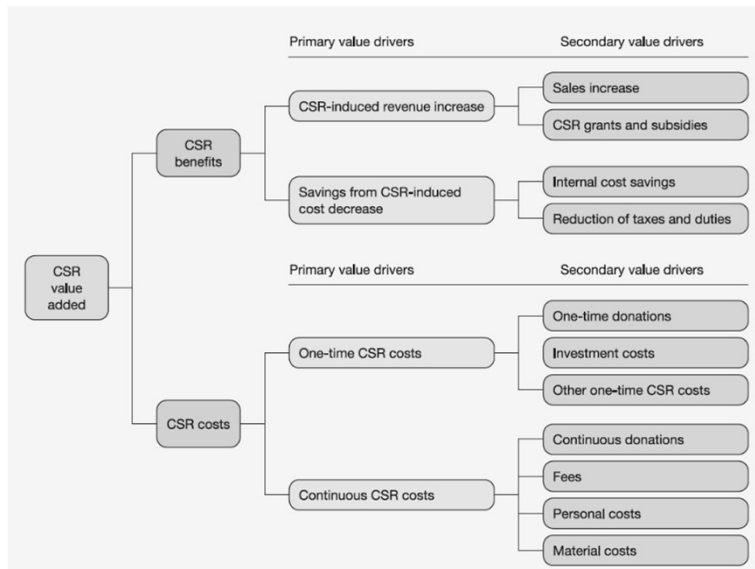 Primary value drivers
Secondary value drivers
CSR-induced revenue increase
Sales increase
CSR grants and subsidies
CSR
benefits
Savings from CSR-induced
cost decrease
Internal cost savings
Reduction of taxes and duties
CSR
value
added
Primary value drivers
Secondary value drivers
One-time CSR costs
One-time donations
Investment costs
Other one-time CSR costs
CSR costs
Continuous CSR costs
Continuous donations
Fees
Personal costs
Material costs